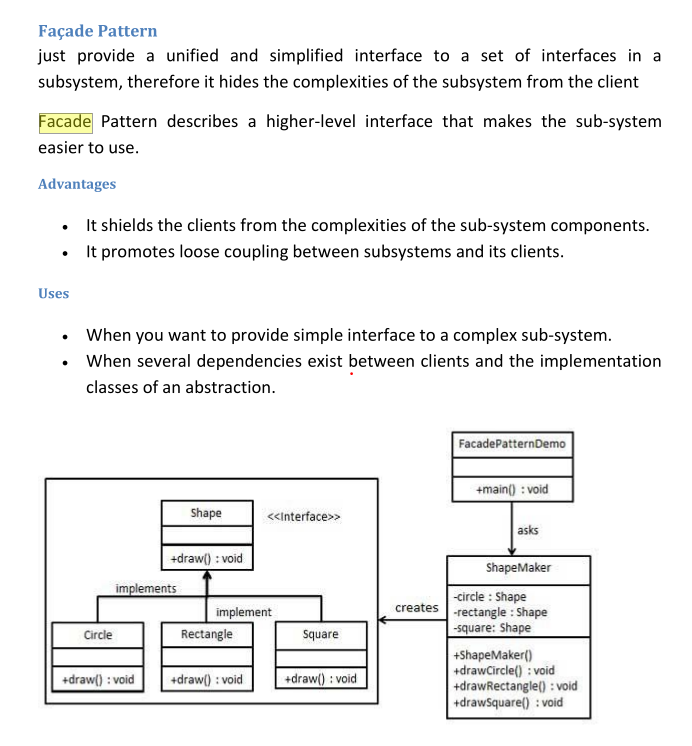 Façade Pattern
just provide a unified and simplified interface to a set of interfaces in a
subsystem, therefore it hides the complexities of the subsystem from the client
Facade Pattern describes a higher-level interface that makes the sub-system
easier to use.
Advantages
• It shields the clients from the complexities of the sub-system components.
• It promotes loose coupling between subsystems and its clients.
Uses
• When you want to provide simple interface to a complex sub-system.
• When several dependencies exist between clients and the implementation
classes of an abstraction.
FacadePatternDemo
+main() : void
asks
Shape
<<Interface>>
+draw() : void
implements
implement
Circle
+draw() : void
Rectangle
+draw() : void
Square
+draw() : void
creates
ShapeMaker
-circle : Shape
-rectangle : Shape
-square: Shape
+ShapeMaker()
+drawCircle() : void
+drawRectangle() : void
+drawSquare() : void